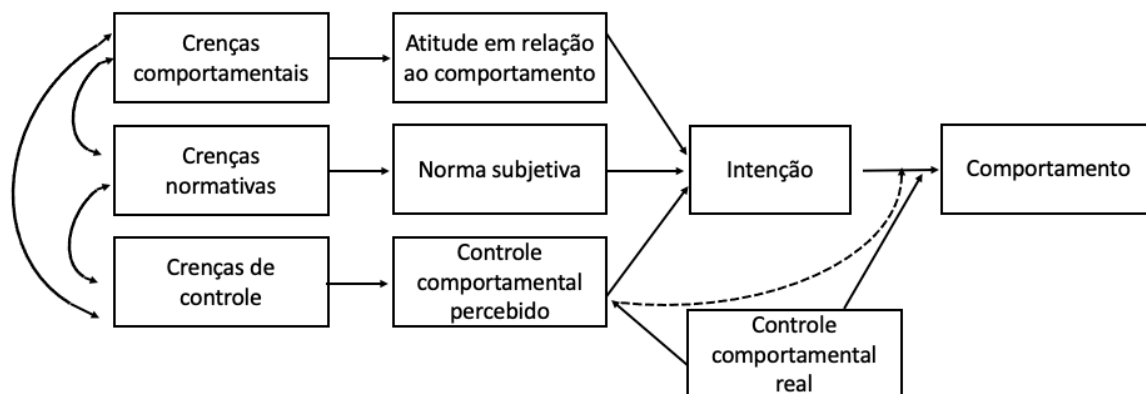 Crenças
comportamentais
Atitude em relação
ao comportamento
Crenças
normativas
Norma subjetiva
Intenção
Comportamento
Crenças de
controle
Controle
comportamental
percebido
Controle
comportamental
real